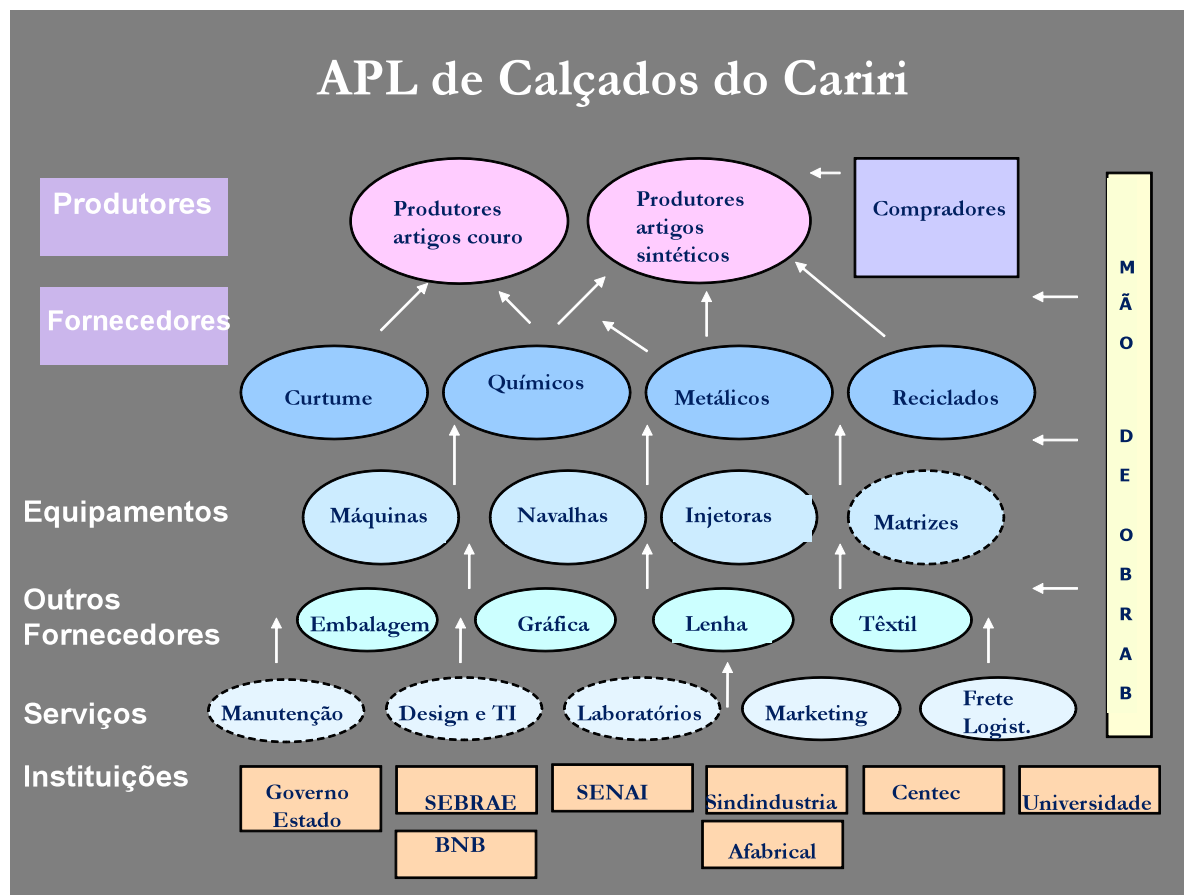 APL de Calçados do Cariri
Produtores
Produtores
artigos couro
Produtores
artigos
sintéticos
Compradores
Fornecedores
Curtume
Químicos
Metálicos
Reciclados
Equipamentos
Máquinas
Navalhas
Injetoras
Matrizes
Outros
Fornecedores
Embalagem
Gráfica
Lenha
Têxtil
Serviços
Manutenção
Design e TI
Laboratórios
Marketing
Frete
Logist.
M
Ã
O
D
E
O
B
R
A
B
Instituições
Governo
Estado
SEBRAE
SENAI
Sindindustria
Centec
Universidade
BNB
Afabrical